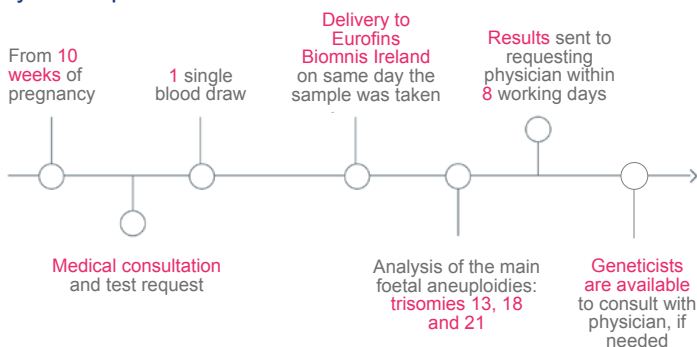 From 10
weeks of
pregnancy
1 single
blood draw
Delivery to
Eurofins
Biomnis Ireland
on same day the
sample was taken
Results sent to
requesting
physician within
8 working days
Medical consultation
and test request
Analysis of the main
foetal aneuploidies:
trisomies 13, 18
and 21
Geneticists
are available
to consult with
physician, if
needed